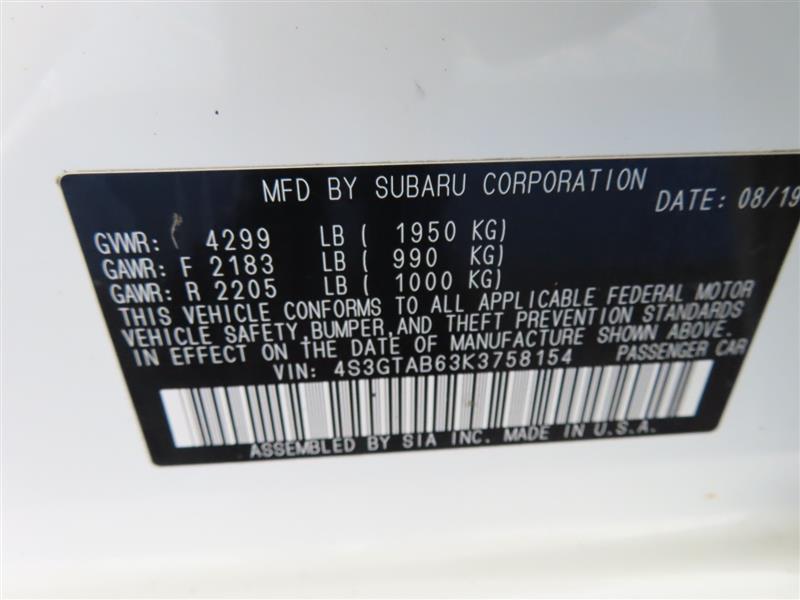 MFD BY SUBARU CORPORATION DATE: 08/19
GVWR: 4299 LB ( 1950 KG)
GAWR: F 2183 LB ( 990 KG)
GAWR: R 2205 LB ( 1000 KG)
THIS VEHICLE CONFORMS TO ALL APPLICABLE FEDERAL MOTOR
VEHICLE SAFETY,BUMPER,AND THEFT PREVENTION STANDARDS
IN EFFECT ON THE DATE OF MANUFACTURE SHOWN ABOVE.
VIN: 4S3GTAB63K3758154 PASSENGER CAR
ASSEMBLED BY SIA INC. MADE IN U.S.A.